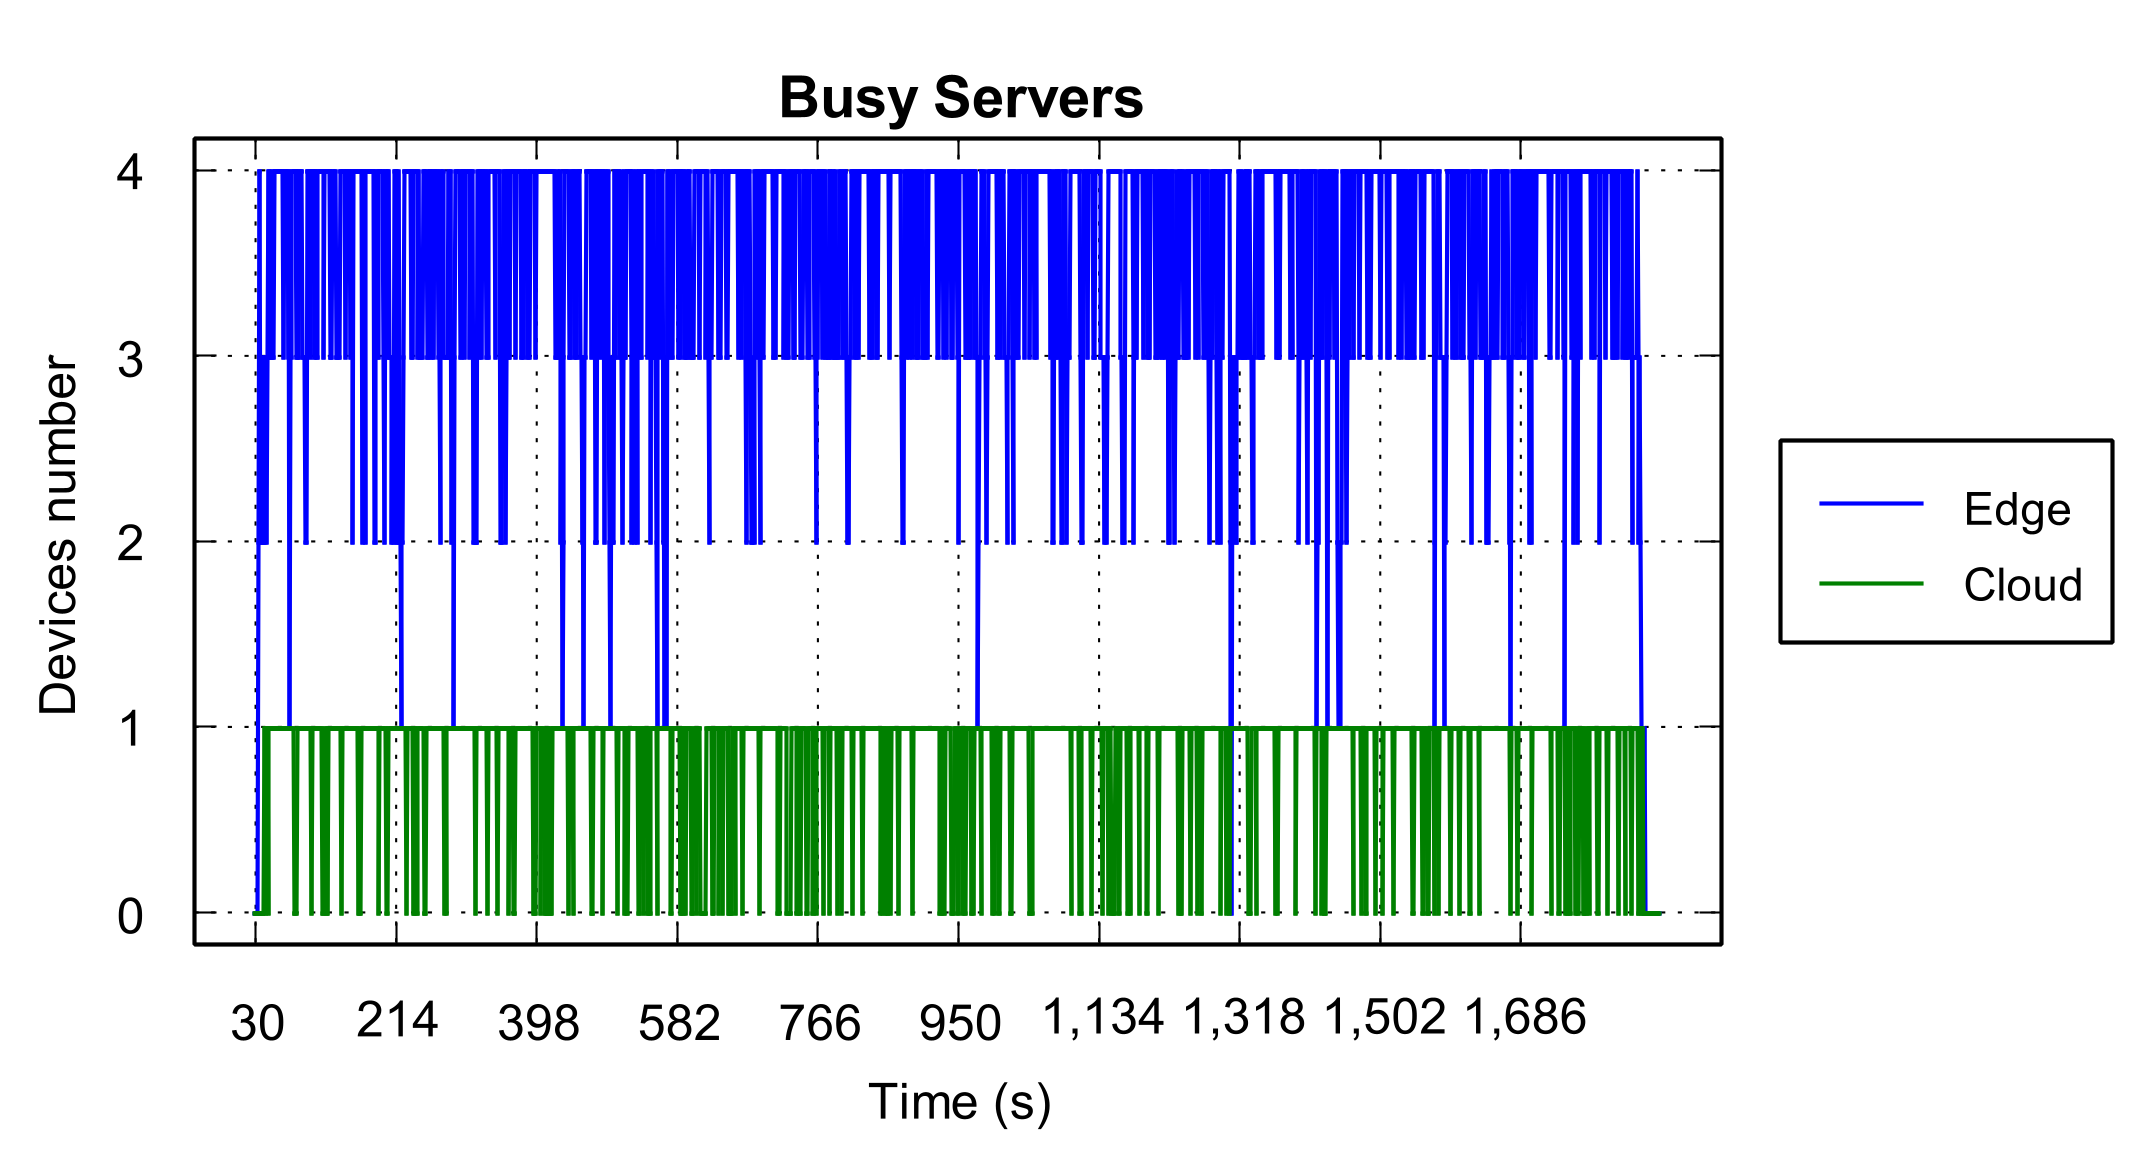 Busy Servers
4
3
2
1
0
Devices number
30 214 398 582 766 950 1,134 1,318 1,502 1,686
Time (s)
Edge
Cloud